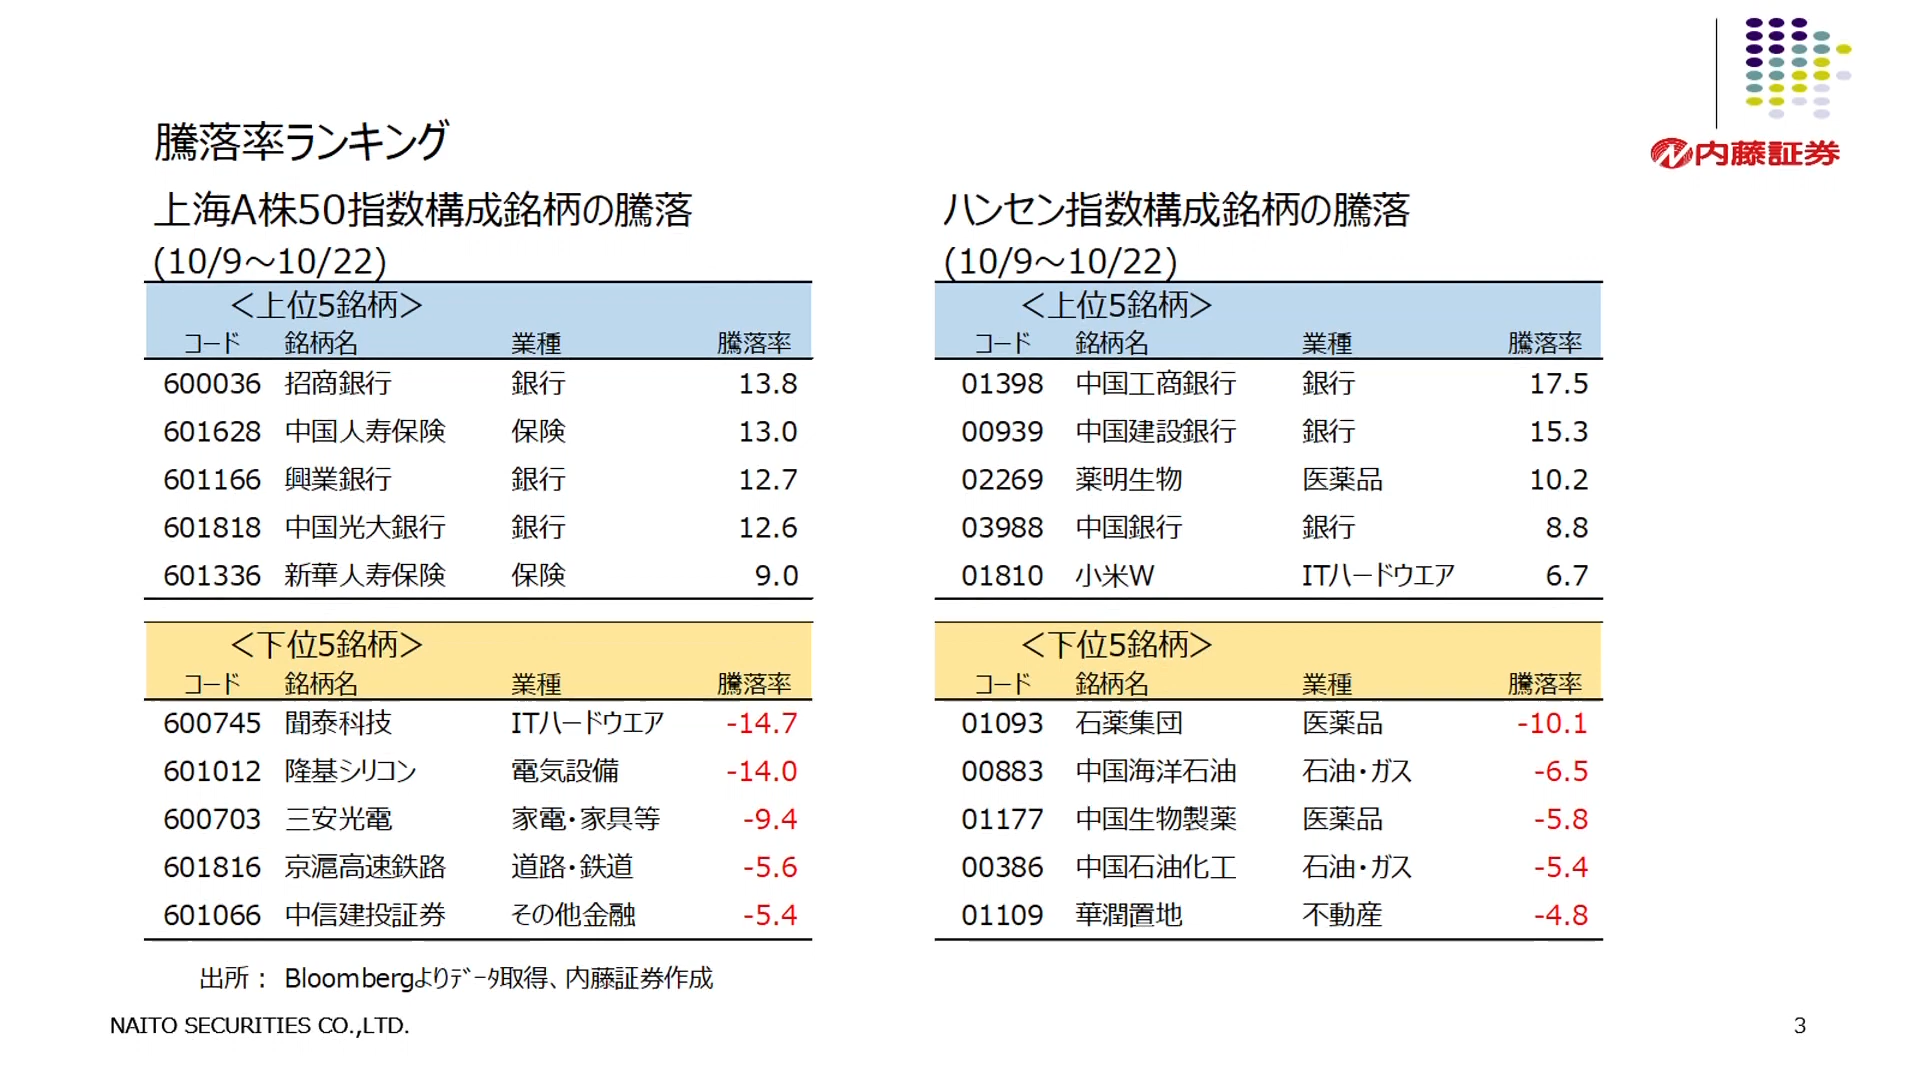 内藤証券
騰落率ランキング
上海A株50指数構成銘柄の騰落
(10/9～10/22)
＜上位5銘柄＞
コード 銘柄名 業種 騰落率
600036 招商銀行 銀行 13.8
601628 中国人寿保険 保険 13.0
601166 興業銀行 銀行 12.7
601818 中国光大銀行 銀行 12.6
601336 新華人寿保険 保険 9.0
＜下位5銘柄＞
コード 銘柄名 業種 騰落率
600745 聞泰科技 ITハードウエア -14.7
601012 隆基シリコン 電気設備 -14.0
600703 三安光電 家電・家具等 -9.4
601816 京滬高速鉄路 道路・鉄道 -5.6
601066 中信建投証券 その他金融 -5.4
ハンセン指数構成銘柄の騰落
(10/9～10/22)
＜上位5銘柄＞
コード 銘柄名 業種 騰落率
01398 中国工商銀行 銀行 17.5
00939 中国建設銀行 銀行 15.3
02269 薬明生物 医薬品 10.2
03988 中国銀行 銀行 8.8
01810 小米W ITハードウエア 6.7
＜下位5銘柄＞
コード 銘柄名 業種 騰落率
01093 石薬集団 医薬品 -10.1
00883 中国海洋石油 石油・ガス -6.5
01177 中国生物製薬 医薬品 -5.8
00386 中国石油化工 石油・ガス -5.4
01109 華潤置地 不動産 -4.8
出所： Bloombergよりﾃﾞｰﾀ取得、内藤証券作成
NAITO SECURITIES CO.,LTD.
3